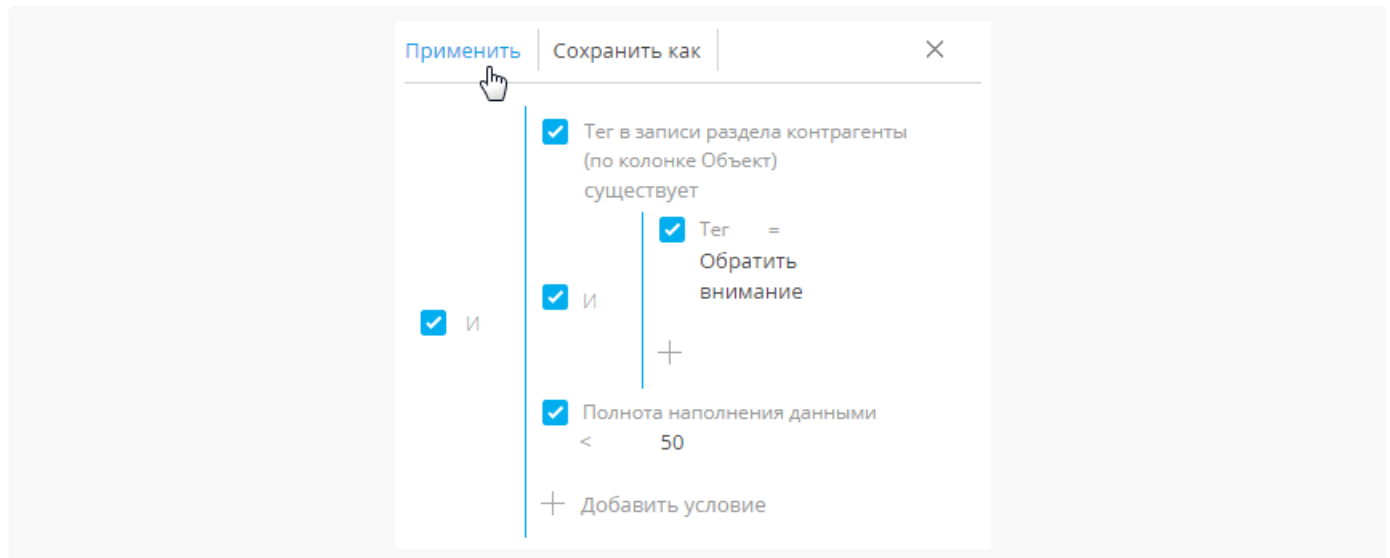 Применить Сохранить как
Тег в записи раздела контрагенты
(по колонке Объект)
существует
Тег =
Обратить
внимание
И
И
Полнота наполнения данными
< 50
Добавить условие